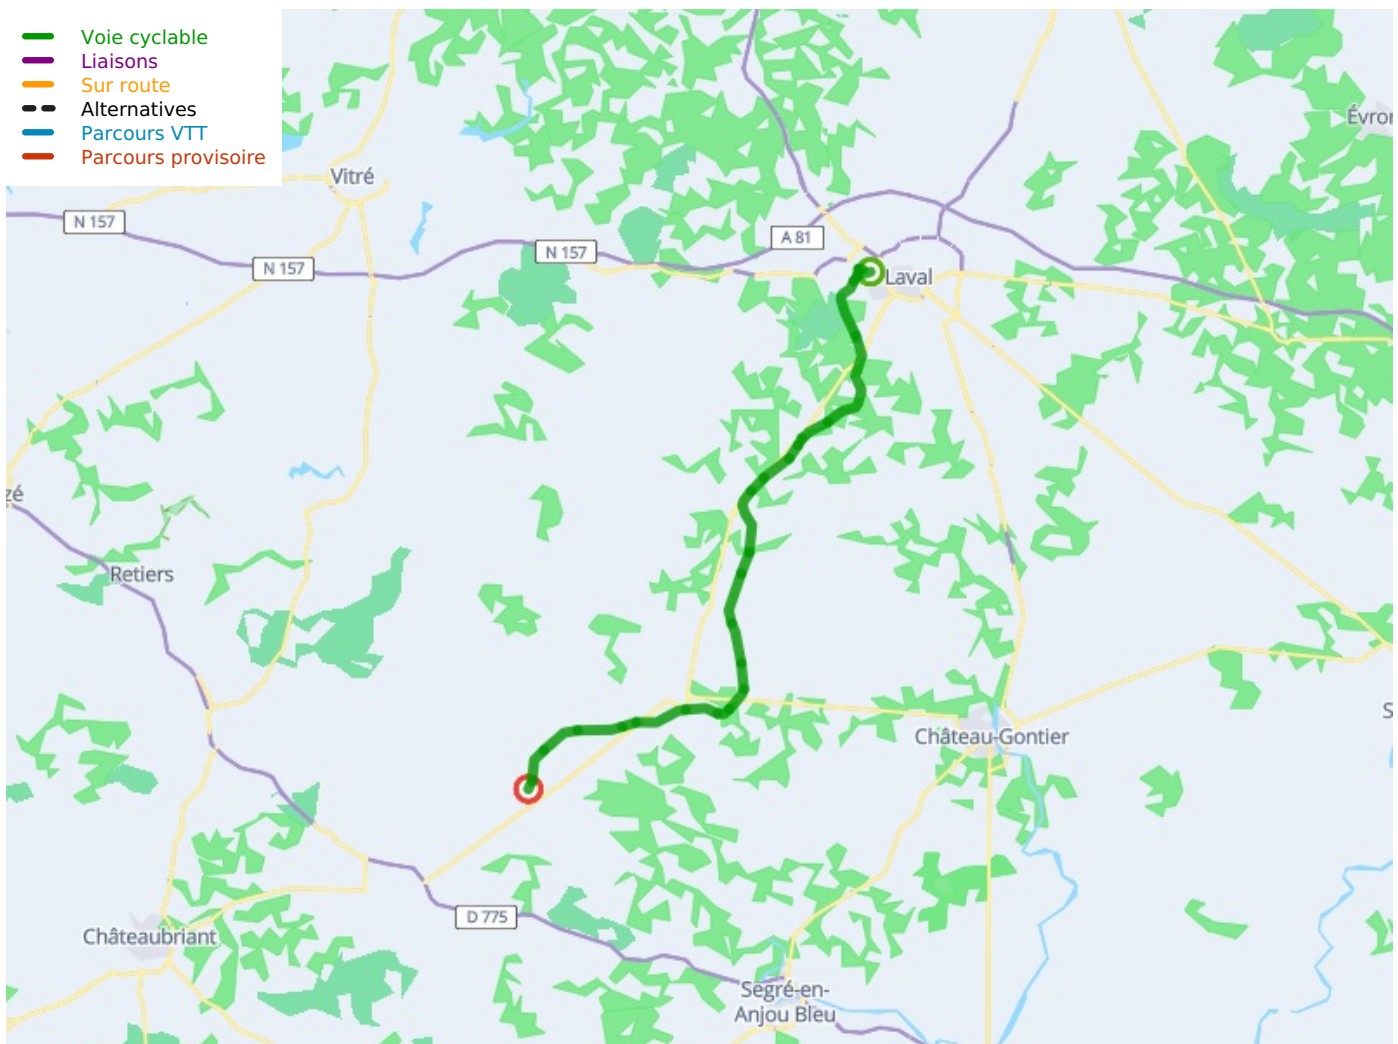 Voie cyclable
Liaisons
Sur route
Alternatives
Parcours VTT
Parcours provisoire
Évron
Vitré
N 157
A 81
N 157
N 157
Laval
zé
Retiers
S
Château-Gontier
D 775
Châteaubriant
Segré-en-
Anjou Bleu